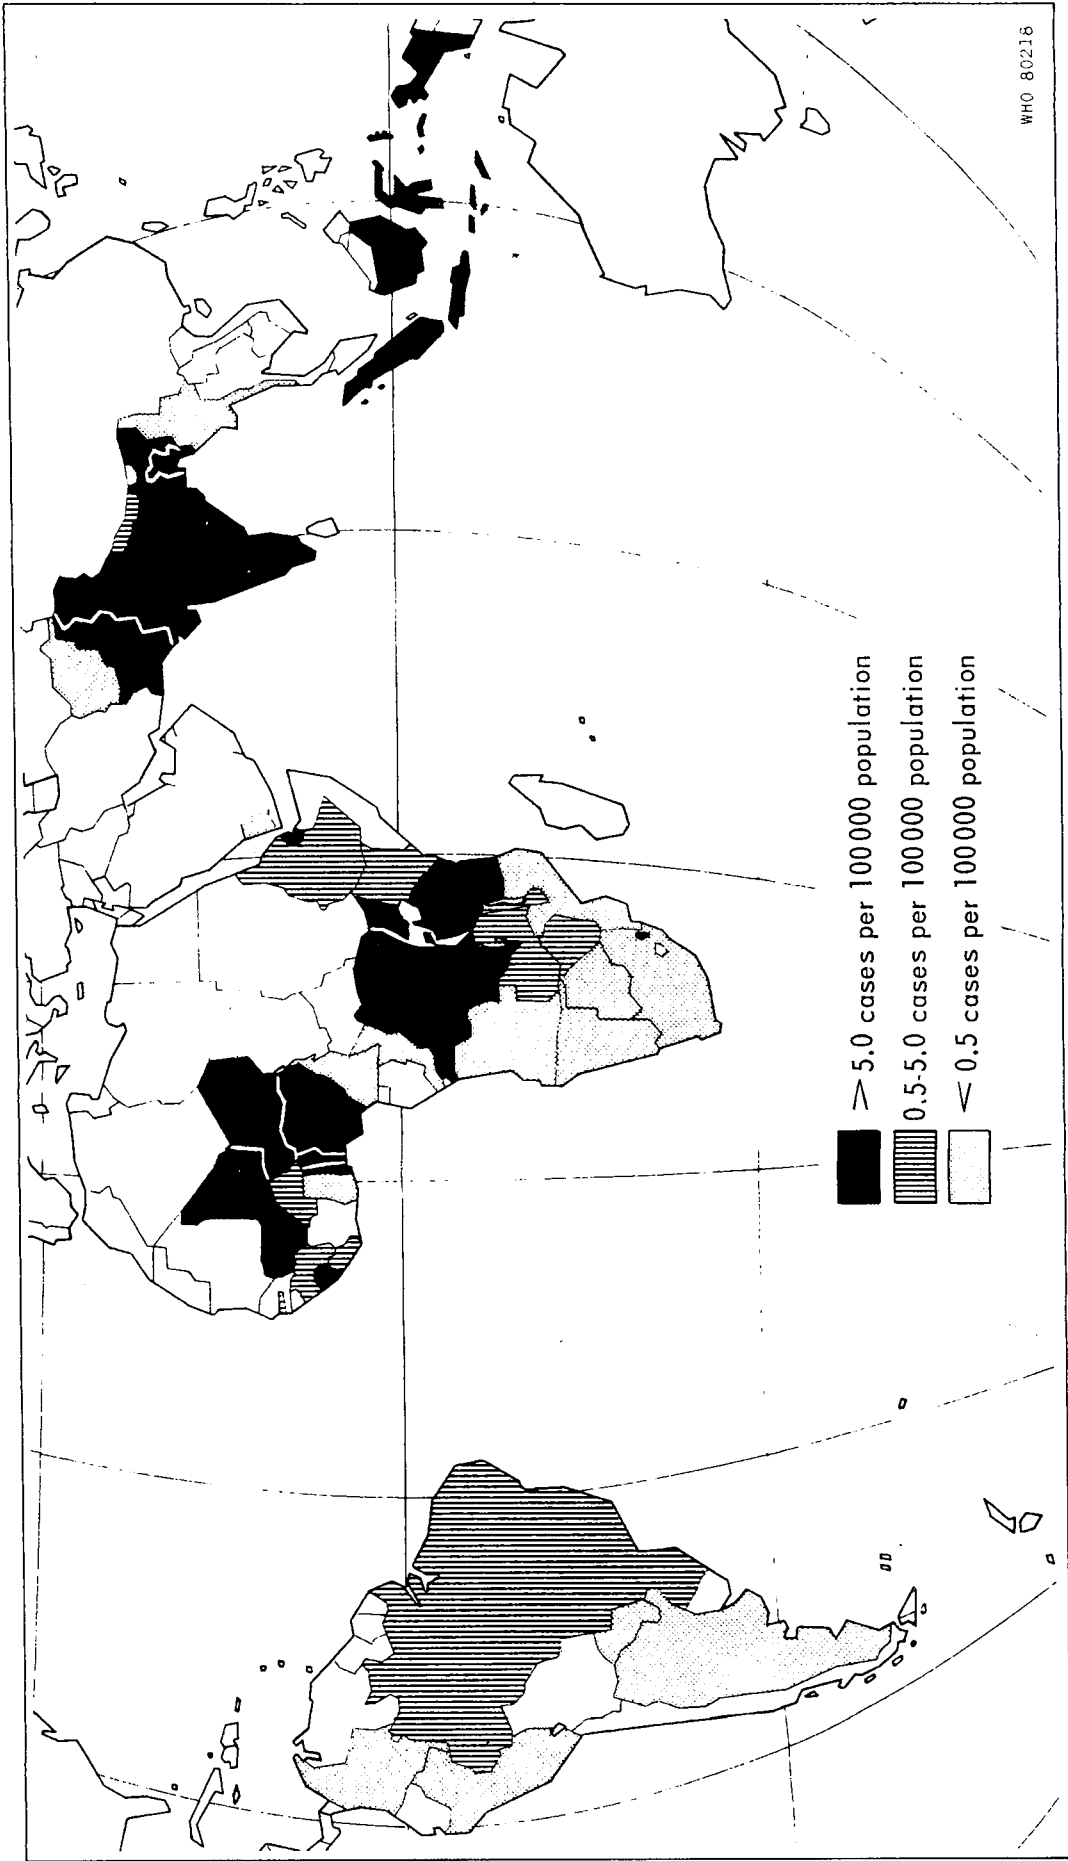 > 5.0 cases per 100 000 population
0.5-5.0 cases per 100 000 population
< 0.5 cases per 100 000 population
WHO 80218